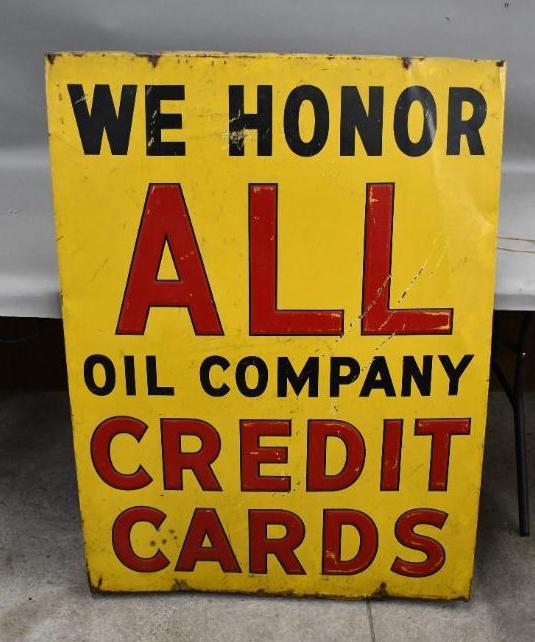 WE HONOR
ALL
OIL COMPANY
CREDIT
CARDS